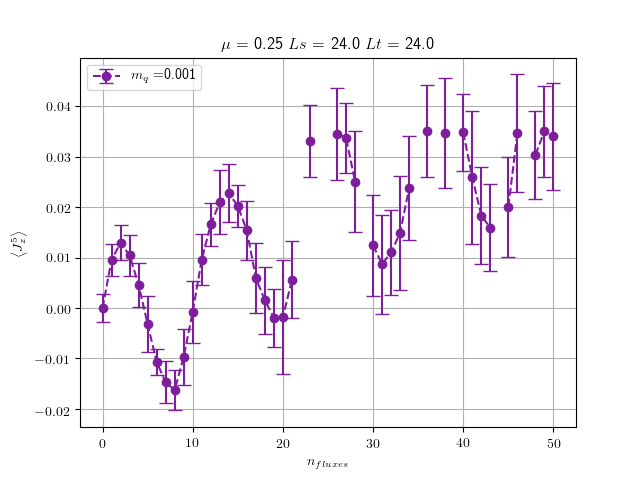 μ = 0.25 Ls = 24.0 Lt = 24.0
m_q =0.001
0.04
0.03
0.02
0.01
0.00
−0.01
−0.02
⟨J_z^5⟩
0 10 20 30 40 50
n_fluxes